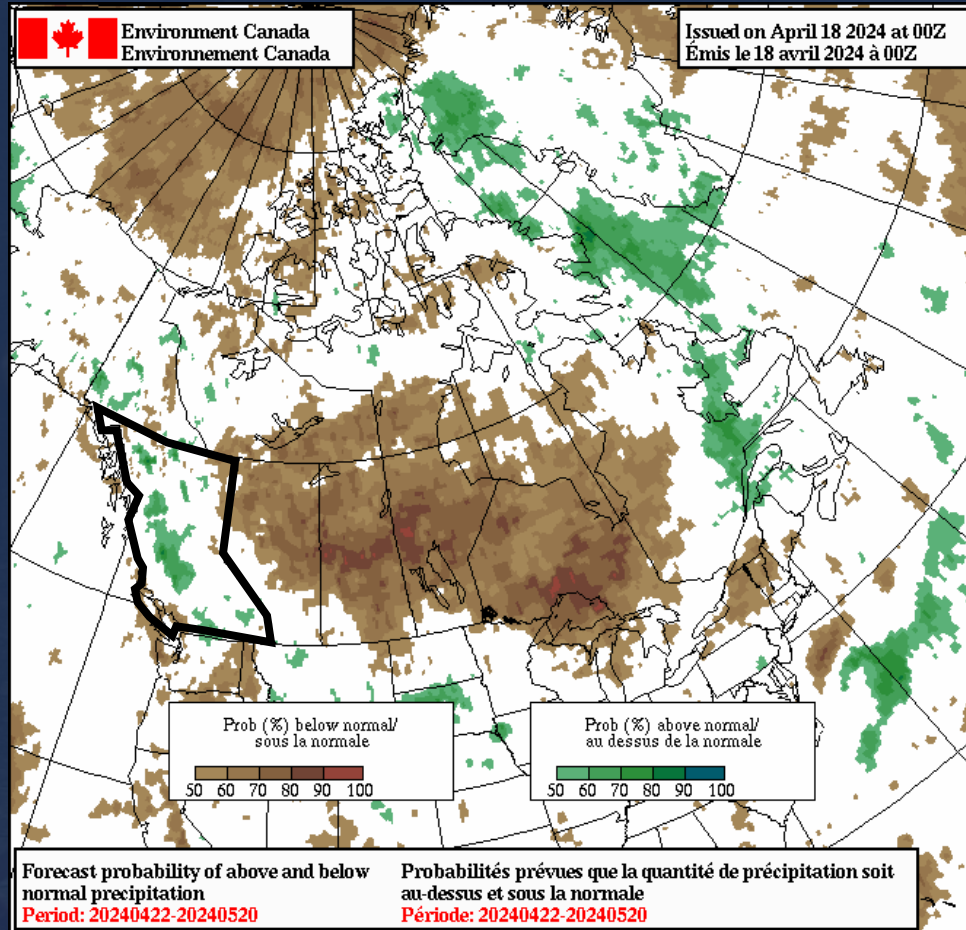 Environment Canada
Environnement Canada
Issued on April 18 2024 at 00Z
Émis le 18 avril 2024 à 00Z
Prob (%) below normal/
sous la normale
50 60 70 80 90 100
Prob (%) above normal/
au dessus de la normale
50 60 70 80 90 100
Forecast probability of above and below
normal precipitation
Period: 20240422-20240520
Probabilités prévues que la quantité de précipitation soit
au-dessus et sous la normale
Période: 20240422-20240520